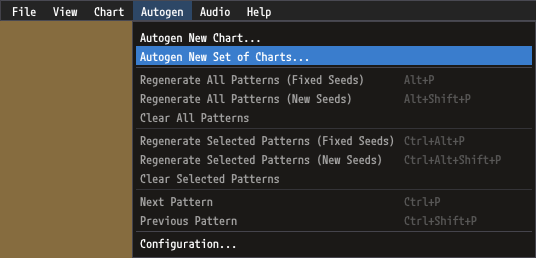 File View Chart Autogen Audio Help
Autogen New Chart...
Autogen New Set of Charts...
Regenerate All Patterns (Fixed Seeds) Alt+P
Regenerate All Patterns (New Seeds) Alt+Shift+P
Clear All Patterns
Regenerate Selected Patterns (Fixed Seeds) Ctrl+Alt+P
Regenerate Selected Patterns (New Seeds) Ctrl+Alt+Shift+P
Clear Selected Patterns
Next Pattern Ctrl+P
Previous Pattern Ctrl+Shift+P
Configuration...